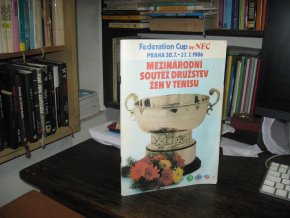 Federation Cup by NEC
PRAHA 20.7.-27.7.1986
MEZINÁRODNÍ
SOUTĚŽ DRUŽSTEV
ŽEN V TENISU